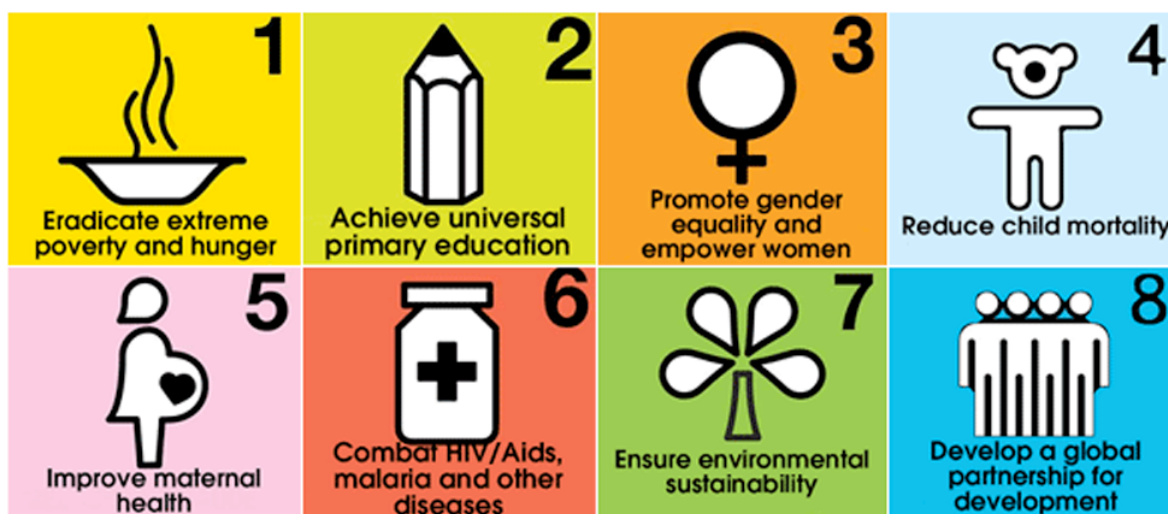 1
Eradicate extreme
poverty and hunger
2
Achieve universal
primary education
3
Promote gender
equality and
empower women
4
Reduce child mortality
5
Improve maternal
health
6
Combat HIV/Aids,
malaria and other
diseases
7
Ensure environmental
sustainability
8
Develop a global
partnership for
development